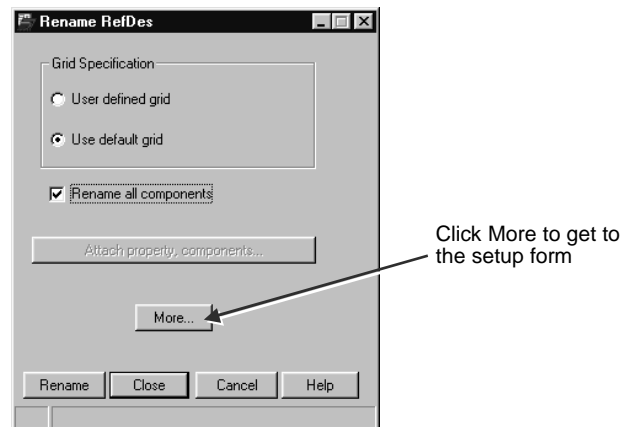 Rename RefDes
Grid Specification
User defined grid
Use default grid
Rename all components
Attach property, components...
More...
Click More to get to
the setup form
Rename Close Cancel Help